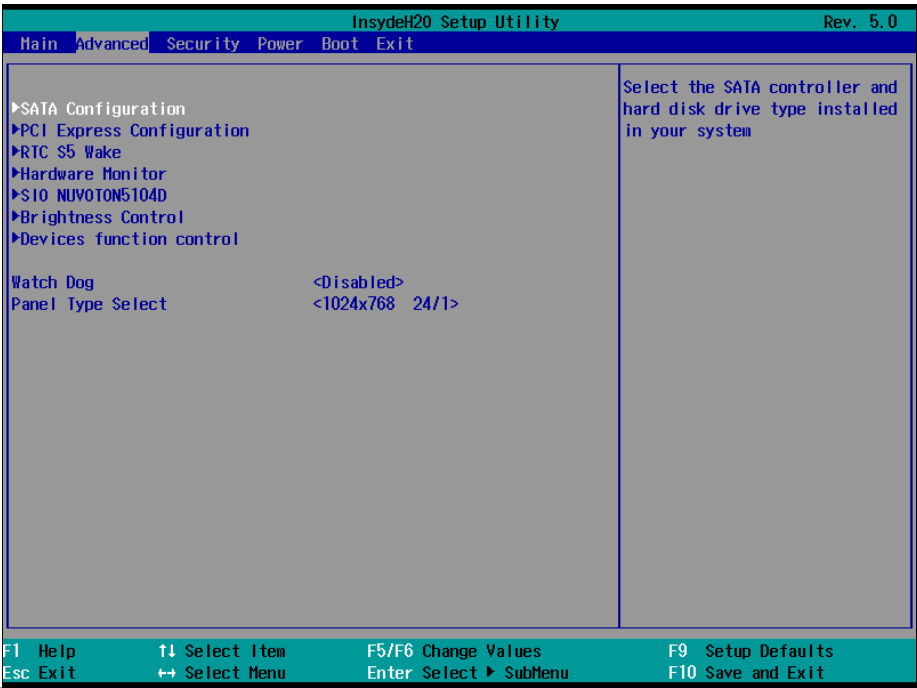 InsydeH20 Setup Utility Rev. 5.0
Main Advanced Security Power Boot Exit
▶SATA Configuration
▶PCI Express Configuration
▶RTC S5 Wake
▶Hardware Monitor
▶SIO NUVOTON5104D
▶Brightness Control
▶Devices function control
Watch Dog <Disabled>
Panel Type Select <1024x768 24/1>
Select the SATA controller and
hard disk drive type installed
in your system
F1 Help ↑↓ Select Item F5/F6 Change Values F9 Setup Defaults
Esc Exit ↔ Select Menu Enter Select ▶ SubMenu F10 Save and Exit